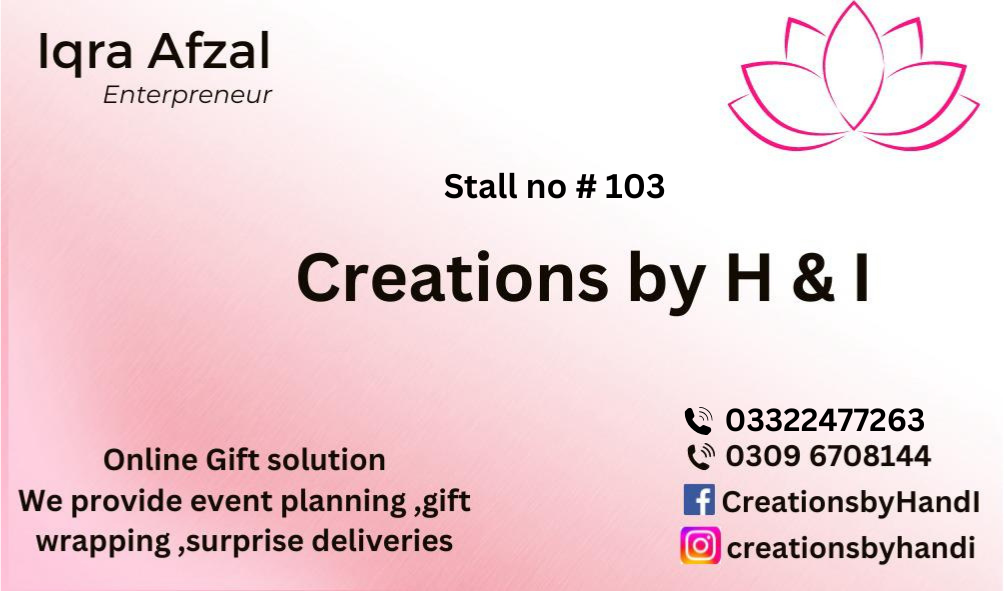 Iqra Afzal
Enterpreneur
Stall no # 103
Creations by H & I
Online Gift solution
We provide event planning ,gift
wrapping ,surprise deliveries
03322477263
0309 6708144
CreationsbyHandI
creationsbyhandi